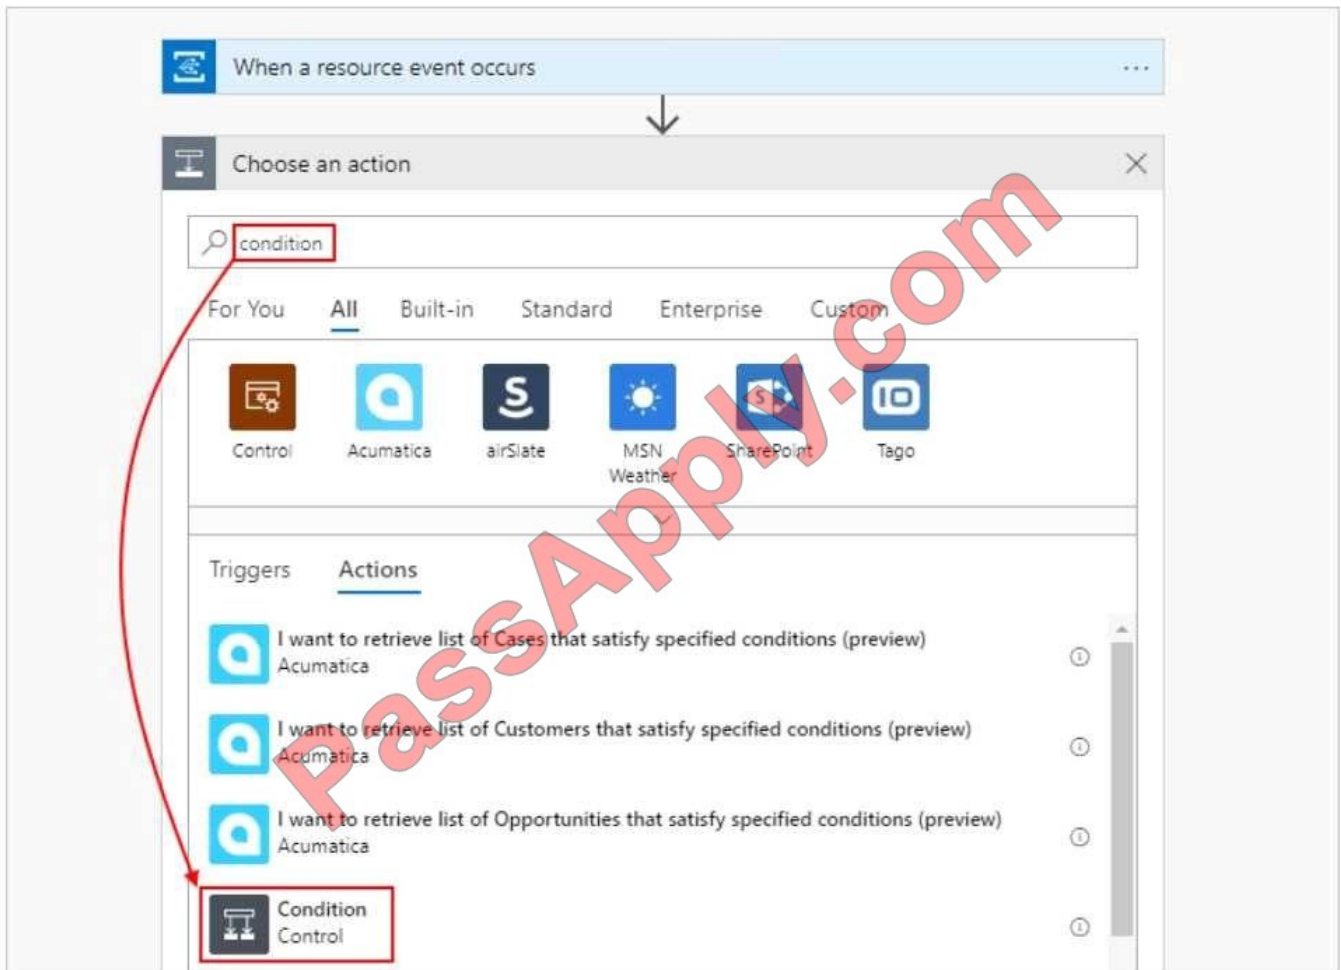 When a resource event occurs
Choose an action
condition
For You All Built-in Standard Enterprise Custom
Control Acumatica airSlate MSN Weather SharePoint Tago
Triggers Actions
I want to retrieve list of Cases that satisfy specified conditions (preview)
Acumatica
I want to retrieve list of Customers that satisfy specified conditions (preview)
Acumatica
I want to retrieve list of Opportunities that satisfy specified conditions (preview)
Acumatica
Condition
Control
PassApply.com